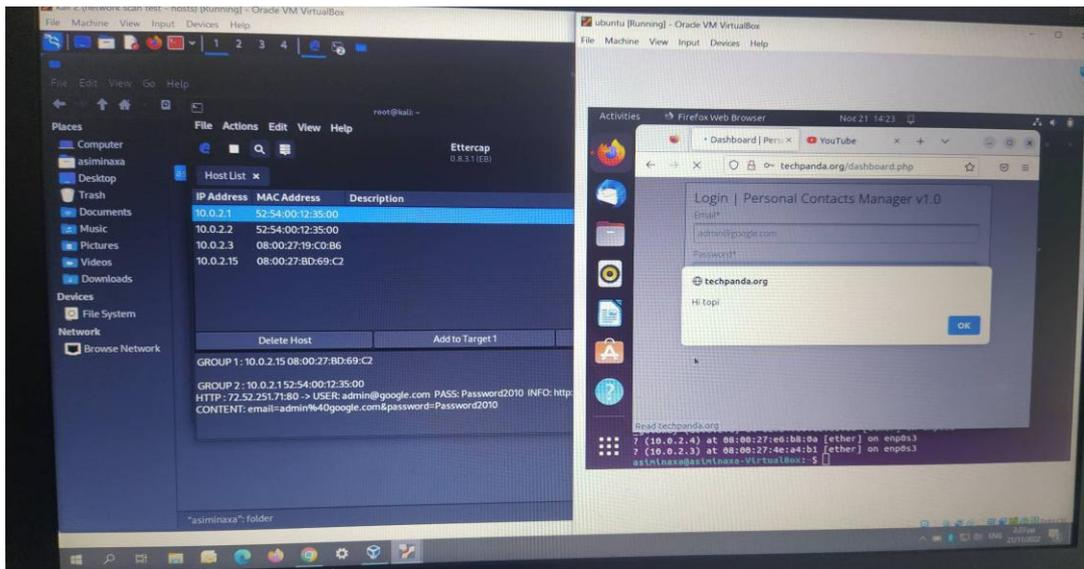 kali 2 (network scan test - hosts) [Running] - Oracle VM VirtualBox
File Machine View Input Devices Help
1 2 3 4
File Edit View Go Help
Places
Computer
asiminaxa
Desktop
Trash
Documents
Music
Pictures
Videos
Downloads
Devices
File System
Network
Browse Network
"asiminaxa": folder
root@kali: ~
File Actions Edit View Help
Ettercap
0.8.3.1 (EB)
Host List ×
IP Address MAC Address Description
10.0.2.1 52:54:00:12:35:00
10.0.2.2 52:54:00:12:35:00
10.0.2.3 08:00:27:19:C0:B6
10.0.2.15 08:00:27:BD:69:C2
Delete Host Add to Target 1
GROUP 1 : 10.0.2.15 08:00:27:BD:69:C2
GROUP 2 : 10.0.2.1 52:54:00:12:35:00
HTTP : 72.52.251.71:80 -> USER: admin@google.com PASS: Password2010 INFO: http:
CONTENT: email=admin%40google.com&password=Password2010
ubuntu [Running] - Oracle VM VirtualBox
File Machine View Input Devices Help
Activities Firefox Web Browser Νοε 21 14:23
Dashboard | Pers × YouTube ×
techpanda.org/dashboard.php
Login | Personal Contacts Manager v1.0
Email*
admin@google.com
Password*
techpanda.org
Hi topi
OK
Read techpanda.org
? (10.0.2.4) at 08:00:27:e6:b8:0a [ether] on enp0s3
? (10.0.2.3) at 08:00:27:4e:a4:b1 [ether] on enp0s3
asiminaxa@asiminaxa-VirtualBox:~$
ENG
21/11/2022